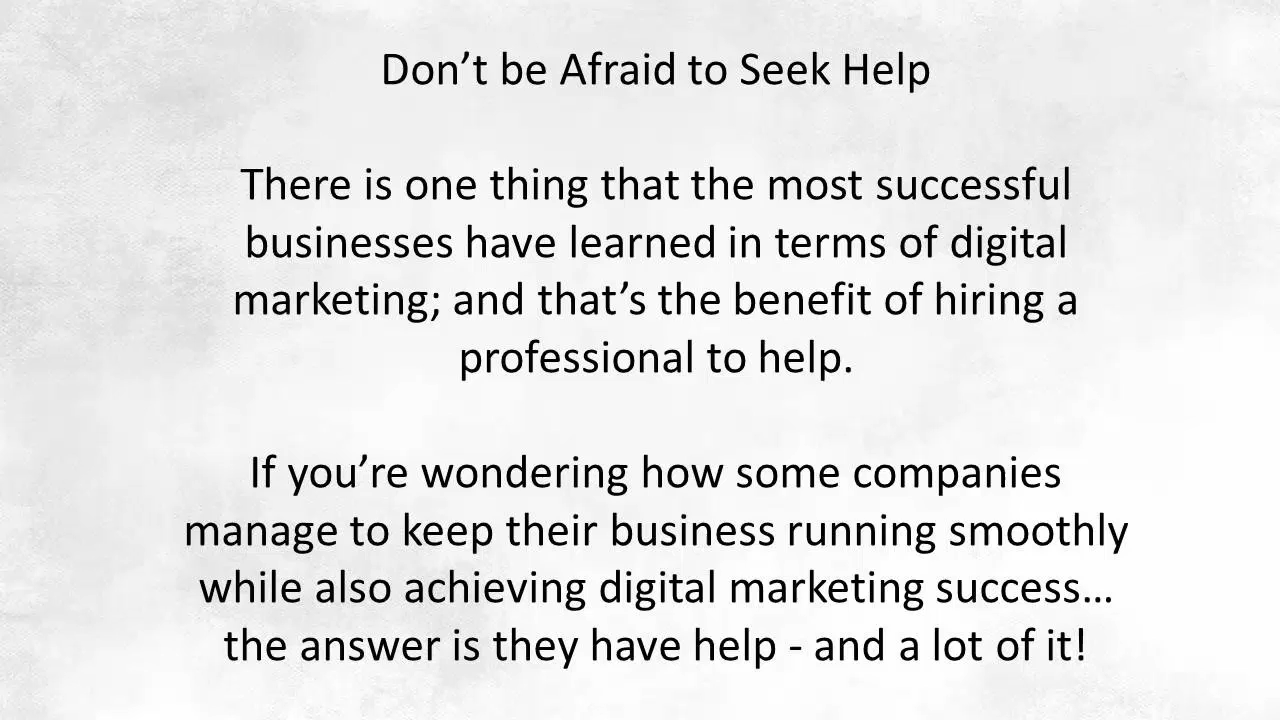 Don’t be Afraid to Seek Help
There is one thing that the most successful
businesses have learned in terms of digital
marketing; and that’s the benefit of hiring a
professional to help.
If you’re wondering how some companies
manage to keep their business running smoothly
while also achieving digital marketing success…
the answer is they have help - and a lot of it!